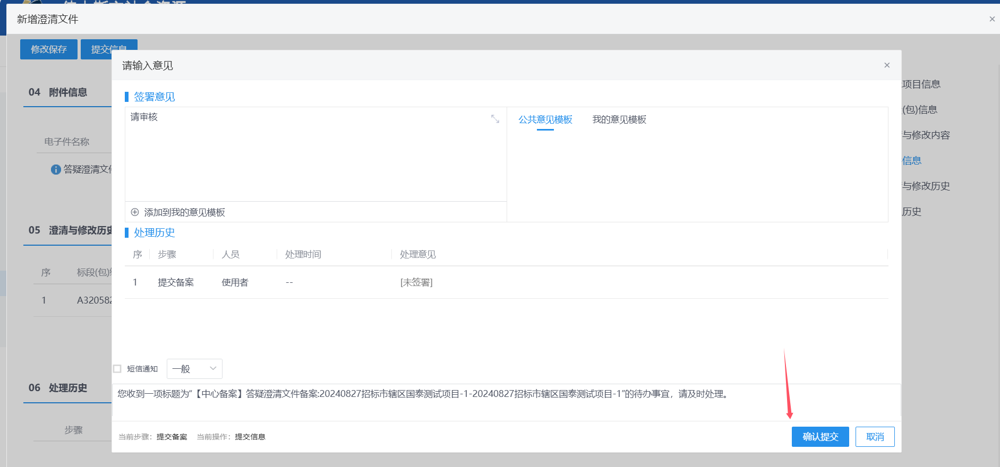 新增澄清文件
修改保存
提交信息
请输入意见
04 附件信息
签署意见
请审核
公共意见模板
我的意见模板
项目信息
(包)信息
与修改内容
信息
与修改历史
历史
电子件名称
答疑澄清文
添加到我的意见模板
05 澄清与修改历史
处理历史
序 步骤 人员 处理时间 处理意见
1 提交备案 使用者 -- [未签署]
序 标段(包)
1 A320582
短信通知
一般
06 处理历史
您收到一项标题为“【中心备案】答疑澄清文件备案:20240827招标市辖区国泰测试项目-1-20240827招标市辖区国泰测试项目-1”的待办事宜，请及时处理。
步骤
当前步骤：提交备案 当前操作：提交信息
确认提交
取消